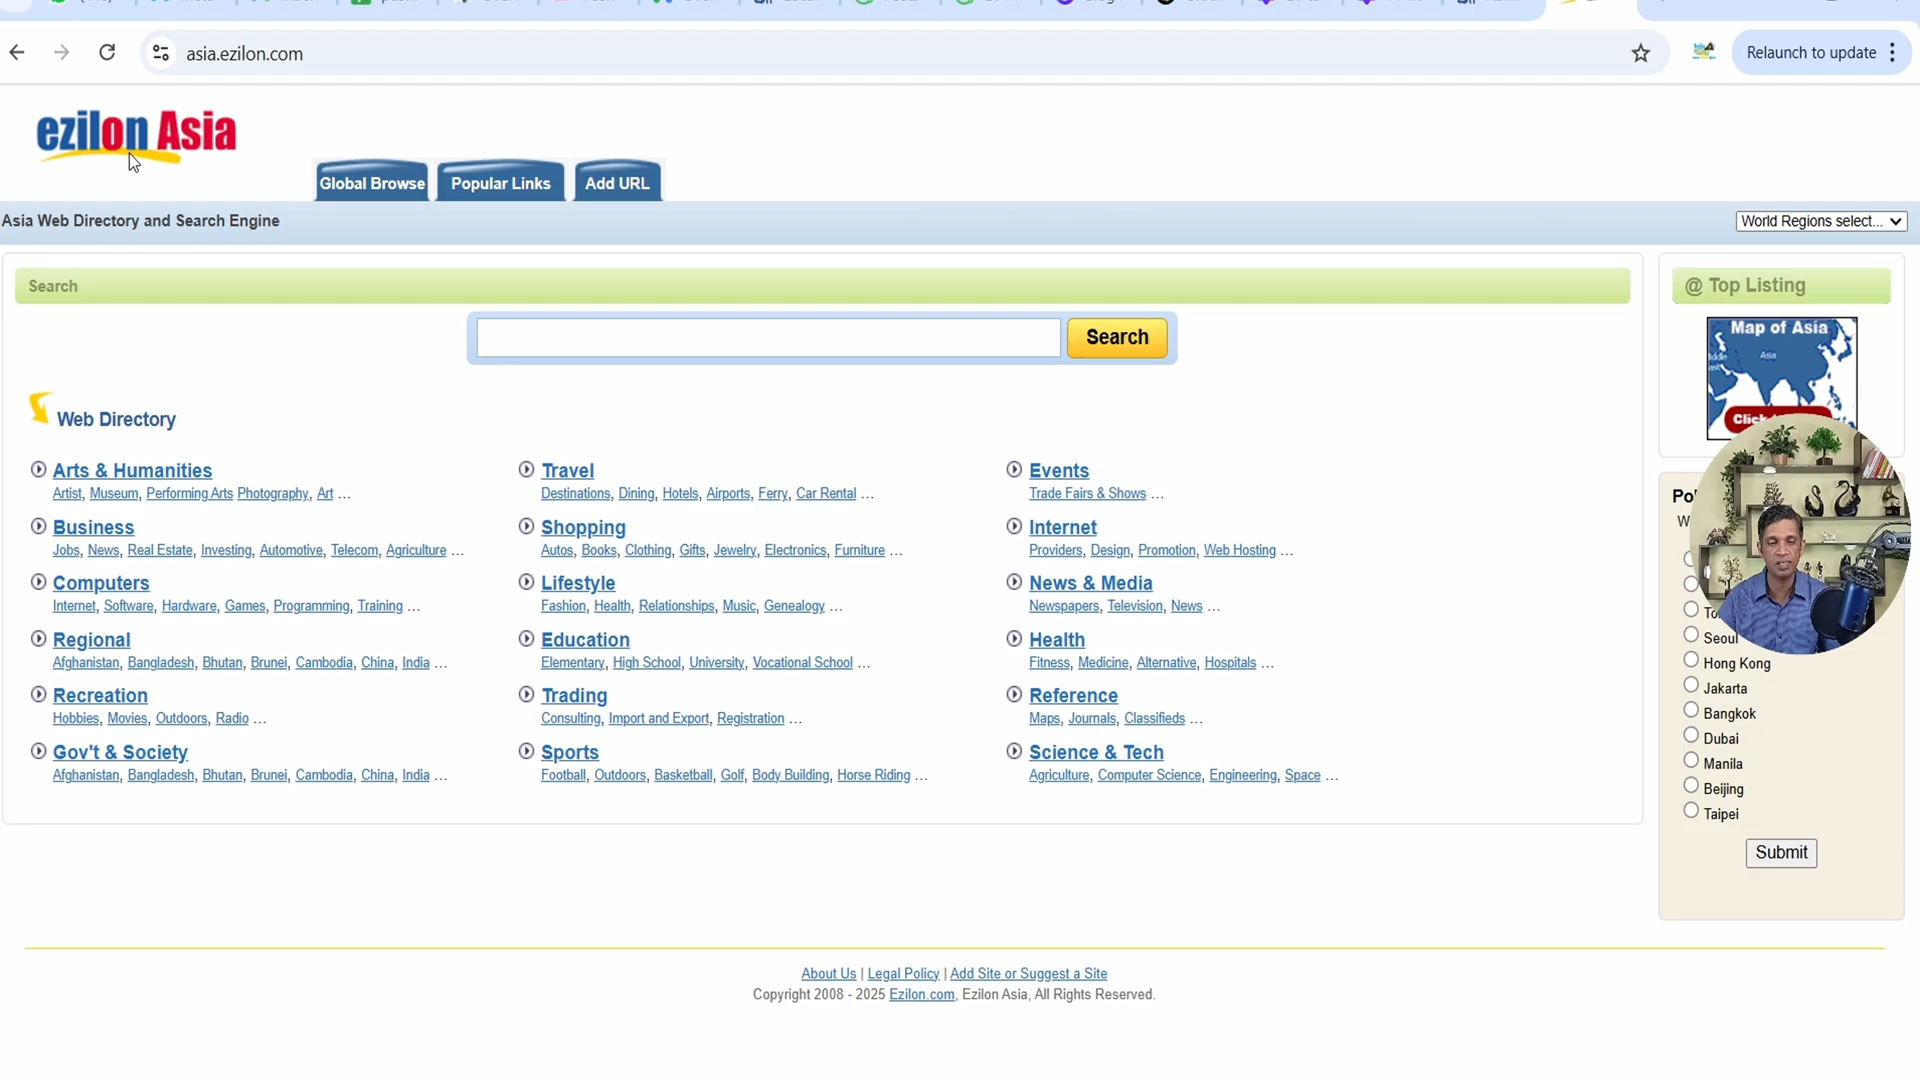 asia.ezilon.com
Relaunch to update
ezilon Asia
Global Browse
Popular Links
Add URL
Asia Web Directory and Search Engine
World Regions select...
Search
Search
@ Top Listing
Map of Asia
Asia
Web Directory
Arts & Humanities
Artist, Museum, Performing Arts Photography, Art ...
Business
Jobs, News, Real Estate, Investing, Automotive, Telecom, Agriculture ...
Computers
Internet, Software, Hardware, Games, Programming, Training ...
Regional
Afghanistan, Bangladesh, Bhutan, Brunei, Cambodia, China, India ...
Recreation
Hobbies, Movies, Outdoors, Radio ...
Gov't & Society
Afghanistan, Bangladesh, Bhutan, Brunei, Cambodia, China, India ...
Travel
Destinations, Dining, Hotels, Airports, Ferry, Car Rental ...
Shopping
Autos, Books, Clothing, Gifts, Jewelry, Electronics, Furniture ...
Lifestyle
Fashion, Health, Relationships, Music, Genealogy ...
Education
Elementary, High School, University, Vocational School ...
Trading
Consulting, Import and Export, Registration ...
Sports
Football, Outdoors, Basketball, Golf, Body Building, Horse Riding ...
Events
Trade Fairs & Shows ...
Internet
Providers, Design, Promotion, Web Hosting ...
News & Media
Newspapers, Television, News ...
Health
Fitness, Medicine, Alternative, Hospitals ...
Reference
Maps, Journals, Classifieds ...
Science & Tech
Agriculture, Computer Science, Engineering, Space ...
Seoul
Hong Kong
Jakarta
Bangkok
Dubai
Manila
Beijing
Taipei
Submit
About Us | Legal Policy | Add Site or Suggest a Site
Copyright 2008 - 2025 Ezilon.com, Ezilon Asia, All Rights Reserved.